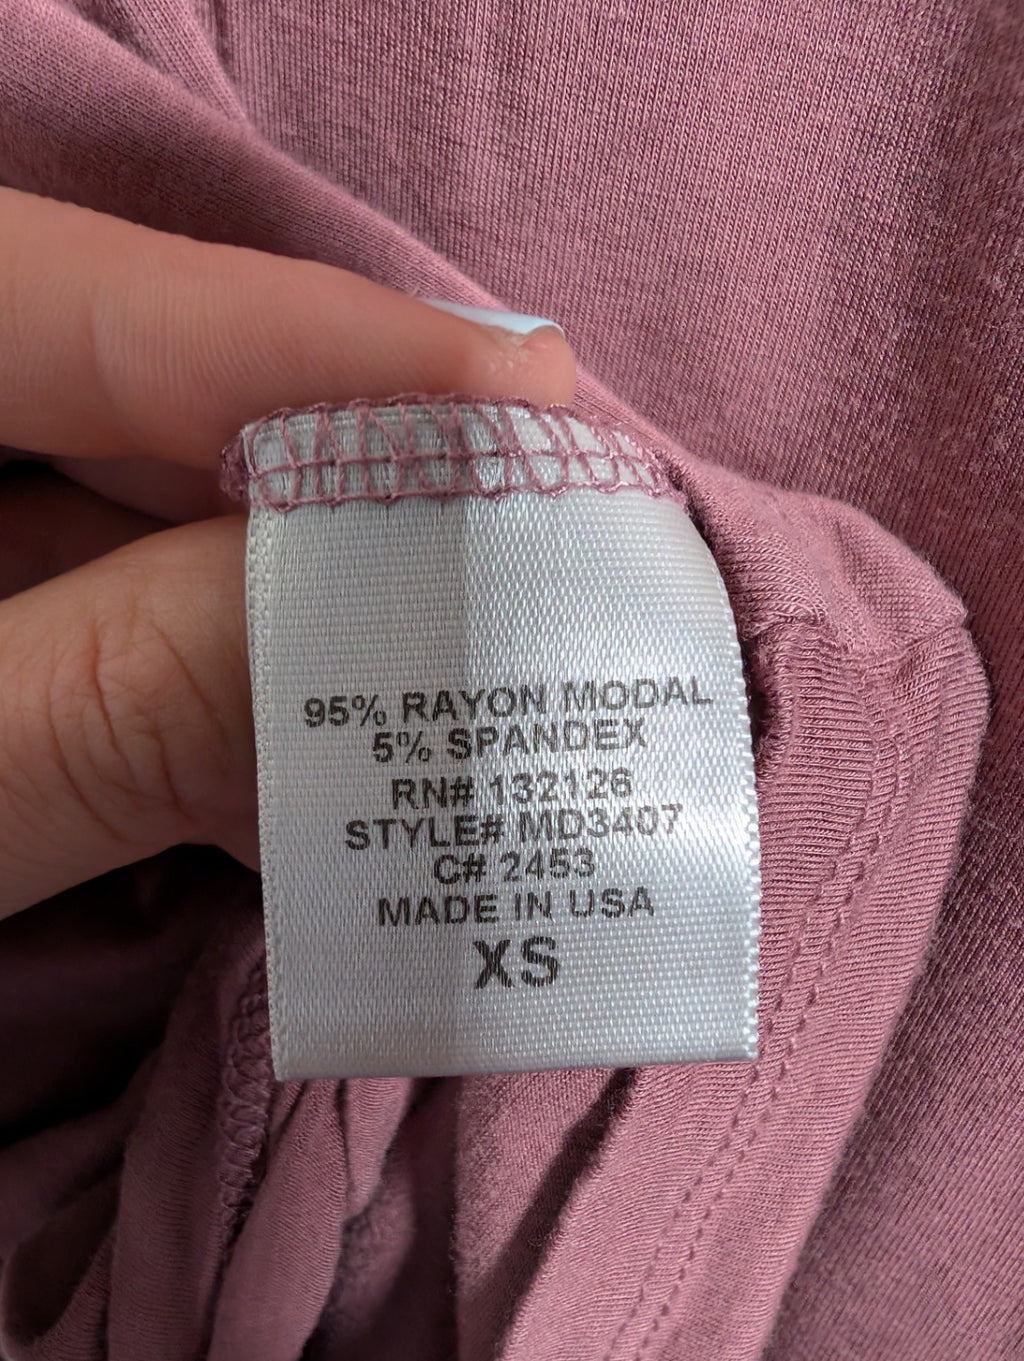 95% RAYON MODAL
5% SPANDEX
RN# 132126
STYLE# MD3407
C# 2453
MADE IN USA
XS